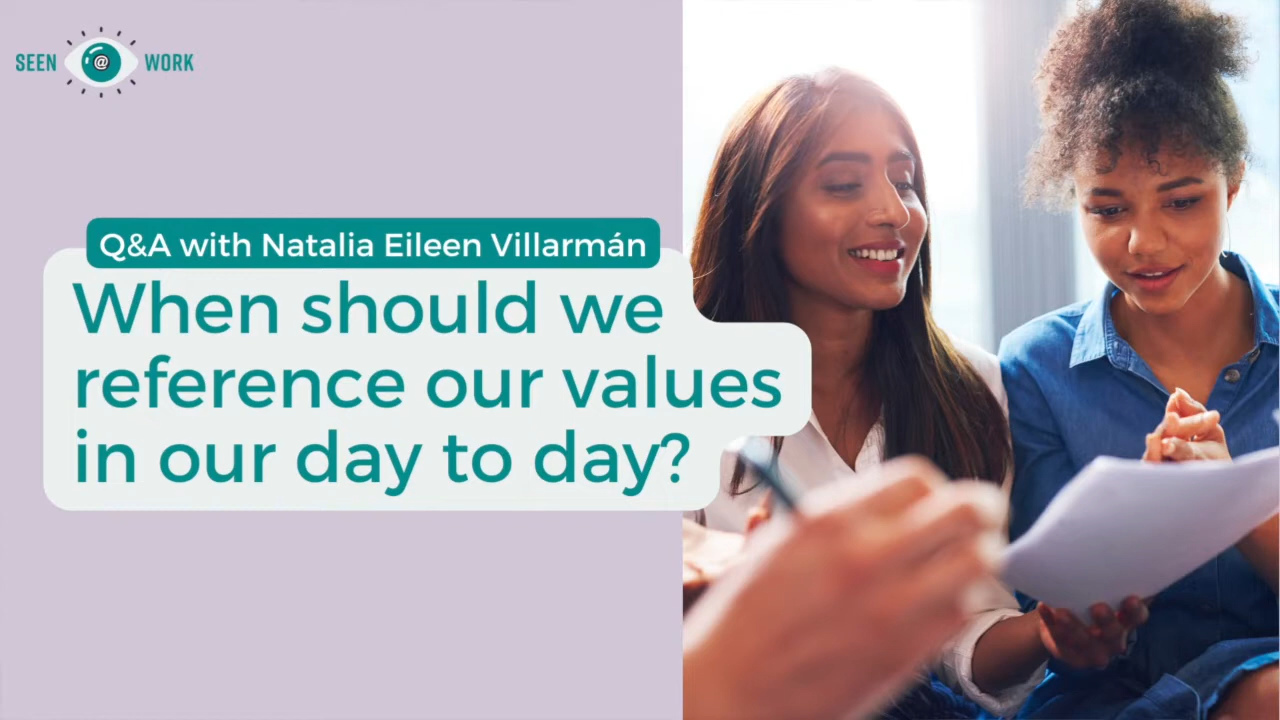 SEEN @ WORK
Q&A with Natalia Eileen Villarmán
When should we
reference our values
in our day to day?